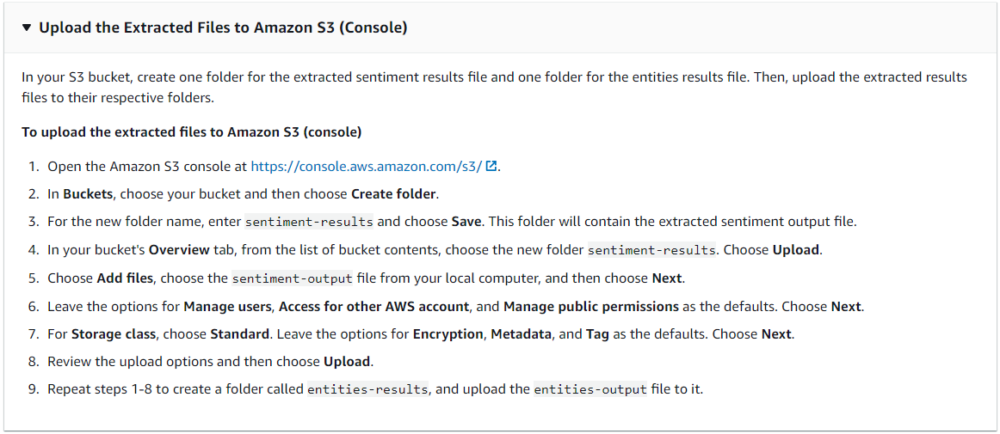 Upload the Extracted Files to Amazon S3 (Console)
In your S3 bucket, create one folder for the extracted sentiment results file and one folder for the entities results file. Then, upload the extracted results
files to their respective folders.
To upload the extracted files to Amazon S3 (console)
1. Open the Amazon S3 console at https://console.aws.amazon.com/s3/.
2. In Buckets, choose your bucket and then choose Create folder.
3. For the new folder name, enter sentiment-results and choose Save. This folder will contain the extracted sentiment output file.
4. In your bucket's Overview tab, from the list of bucket contents, choose the new folder sentiment-results. Choose Upload.
5. Choose Add files, choose the sentiment-output file from your local computer, and then choose Next.
6. Leave the options for Manage users, Access for other AWS account, and Manage public permissions as the defaults. Choose Next.
7. For Storage class, choose Standard. Leave the options for Encryption, Metadata, and Tag as the defaults. Choose Next.
8. Review the upload options and then choose Upload.
9. Repeat steps 1-8 to create a folder called entities-results, and upload the entities-output file to it.